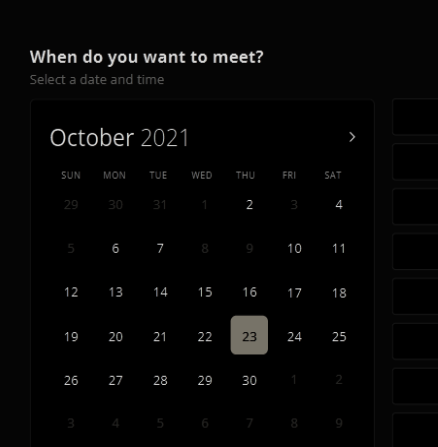 When do you want to meet?
Select a date and time
October 2021
SUN MON TUE WED THU FRI SAT
29 30 31 1 2 3 4
5 6 7 8 9 10 11
12 13 14 15 16 17 18
19 20 21 22 23 24 25
26 27 28 29 30 1 2
3 4 5 6 7 8 9